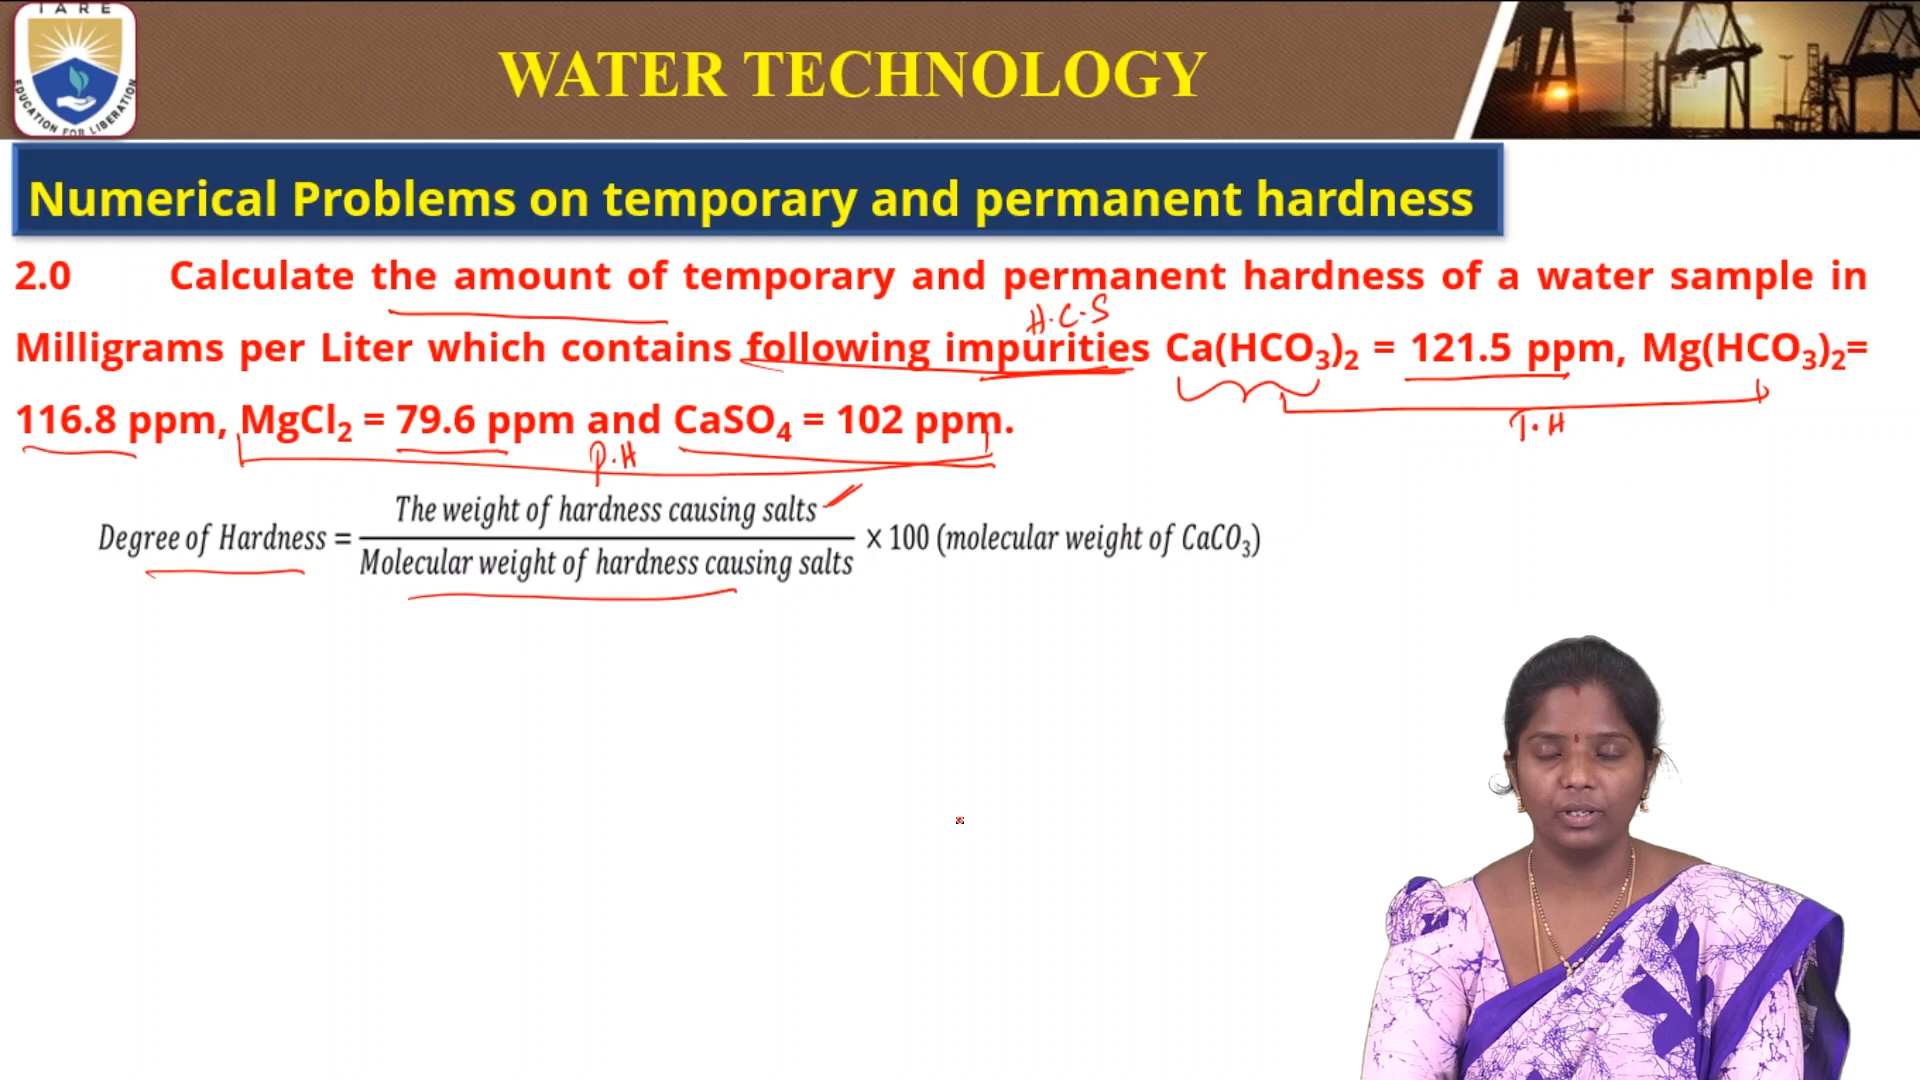 IARE
EDUCATION FOR LIBERATION
WATER TECHNOLOGY
Numerical Problems on temporary and permanent hardness
2.0 Calculate the amount of temporary and permanent hardness of a water sample in
H.C.S
Milligrams per Liter which contains following impurities Ca(HCO₃)₂ = 121.5 ppm, Mg(HCO₃)₂=
116.8 ppm, MgCl₂ = 79.6 ppm and CaSO₄ = 102 ppm.
T.H
P.H
The weight of hardness causing salts
Degree of Hardness = × 100 (molecular weight of CaCO₃)
Molecular weight of hardness causing salts